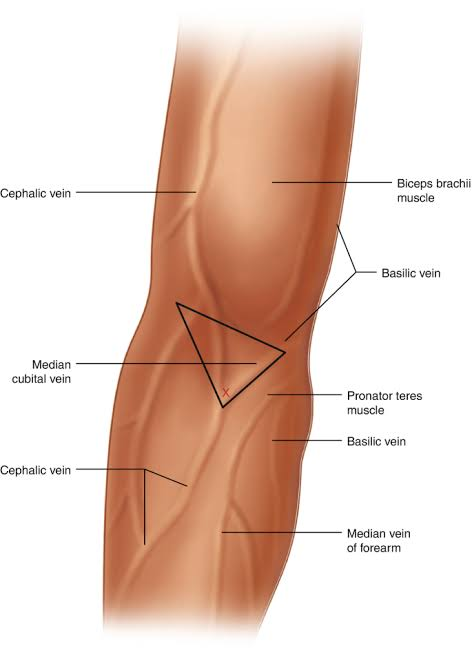 Cephalic vein
Biceps brachii
muscle
Basilic vein
Median
cubital vein
X
Pronator teres
muscle
Basilic vein
Cephalic vein
Median vein
of forearm